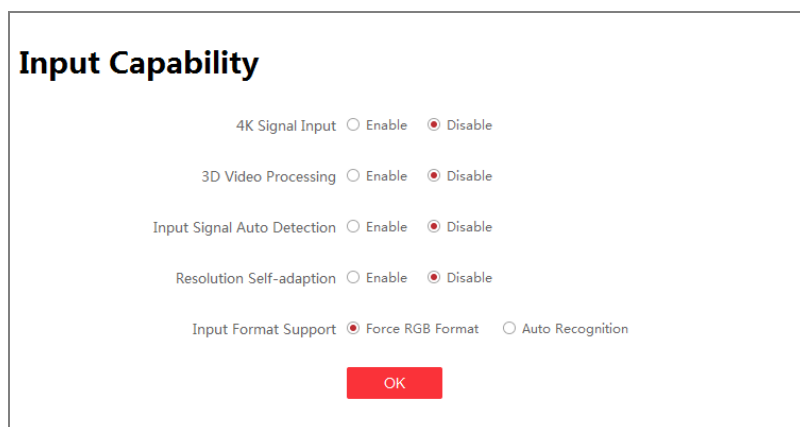 Input Capability
4K Signal Input Enable Disable
3D Video Processing Enable Disable
Input Signal Auto Detection Enable Disable
Resolution Self-adaption Enable Disable
Input Format Support Force RGB Format Auto Recognition
OK